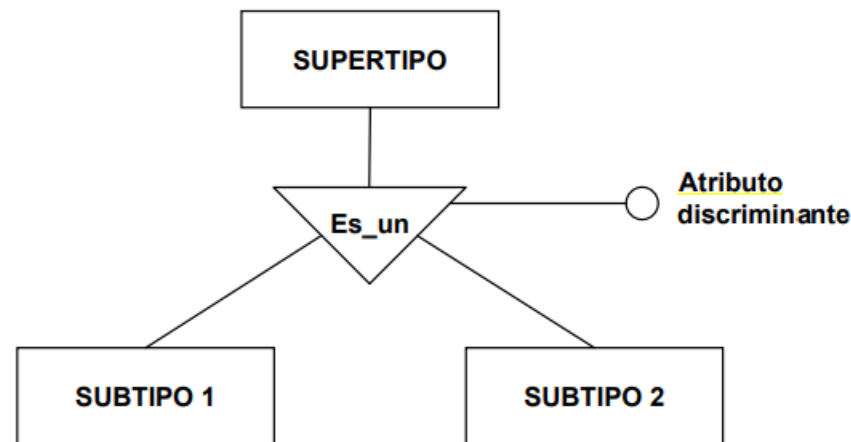 SUPERTIPO
Es_un
Atributo
discriminante
SUBTIPO 1
SUBTIPO 2